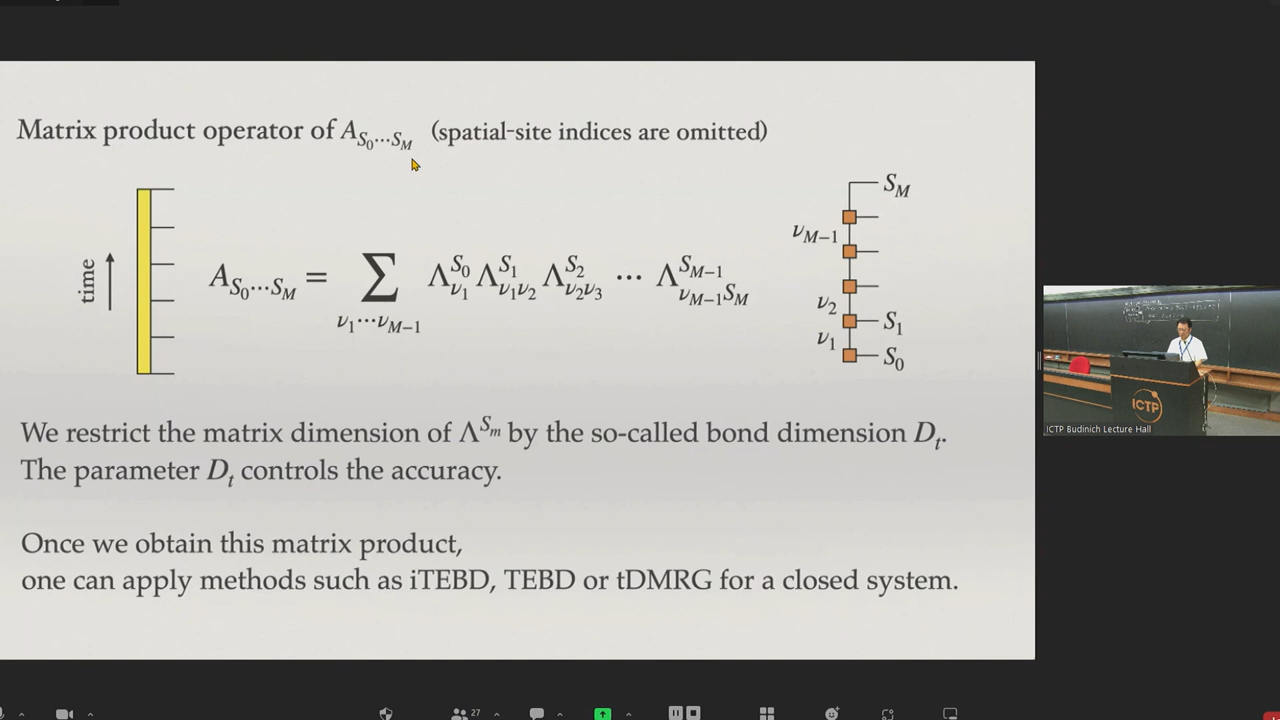 Matrix product operator of A_{S_0⋯S_M} (spatial-site indices are omitted)
time
A_{S_0⋯S_M} = ∑_{ν_1⋯ν_{M−1}} Λ^{S_0}_{ν_1} Λ^{S_1}_{ν_1ν_2} Λ^{S_2}_{ν_2ν_3} ⋯ Λ^{S_{M−1}}_{ν_{M−1}S_M}
S_M
ν_{M−1}
ν_2
S_1
ν_1
S_0
We restrict the matrix dimension of Λ^{S_m} by the so-called bond dimension D_t.
The parameter D_t controls the accuracy.
Once we obtain this matrix product,
one can apply methods such as iTEBD, TEBD or tDMRG for a closed system.
ICTP
ICTP Budinich Lecture Hall
27